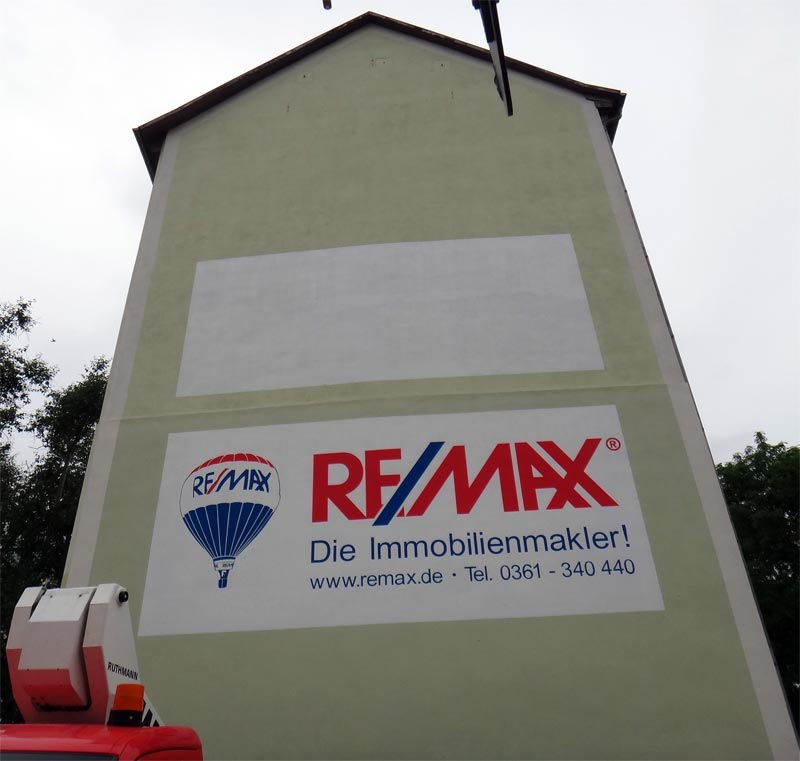 RE/MAX
RE/MAX®
Die Immobilienmakler!
www.remax.de · Tel. 0361 - 340 440
RUTHMANN